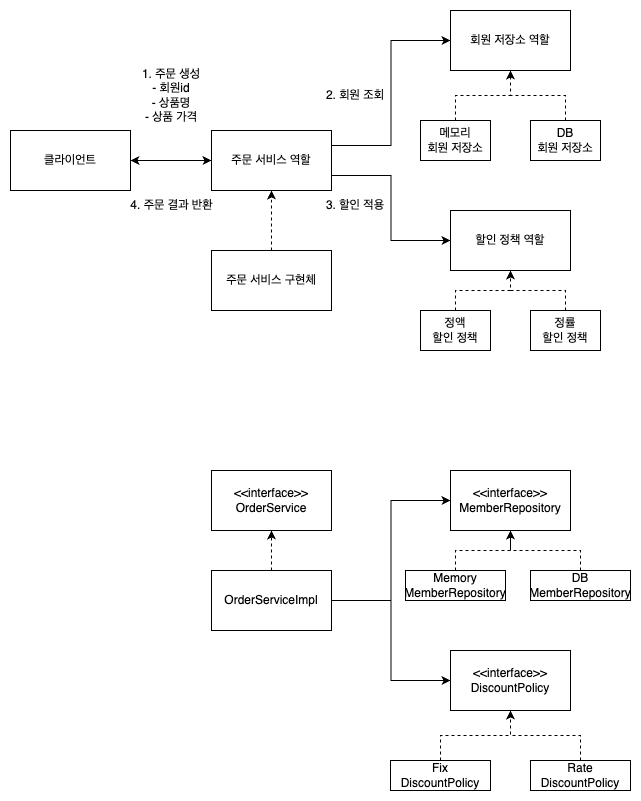 회원 저장소 역할
1. 주문 생성
- 회원id
- 상품명
- 상품 가격
2. 회원 조회
메모리
회원 저장소
DB
회원 저장소
클라이언트
주문 서비스 역할
4. 주문 결과 반환
3. 할인 적용
할인 정책 역할
주문 서비스 구현체
정액
할인 정책
정률
할인 정책
<<interface>>
OrderService
<<interface>>
MemberRepository
OrderServiceImpl
Memory
MemberRepository
DB
MemberRepository
<<interface>>
DiscountPolicy
Fix
DiscountPolicy
Rate
DiscountPolicy